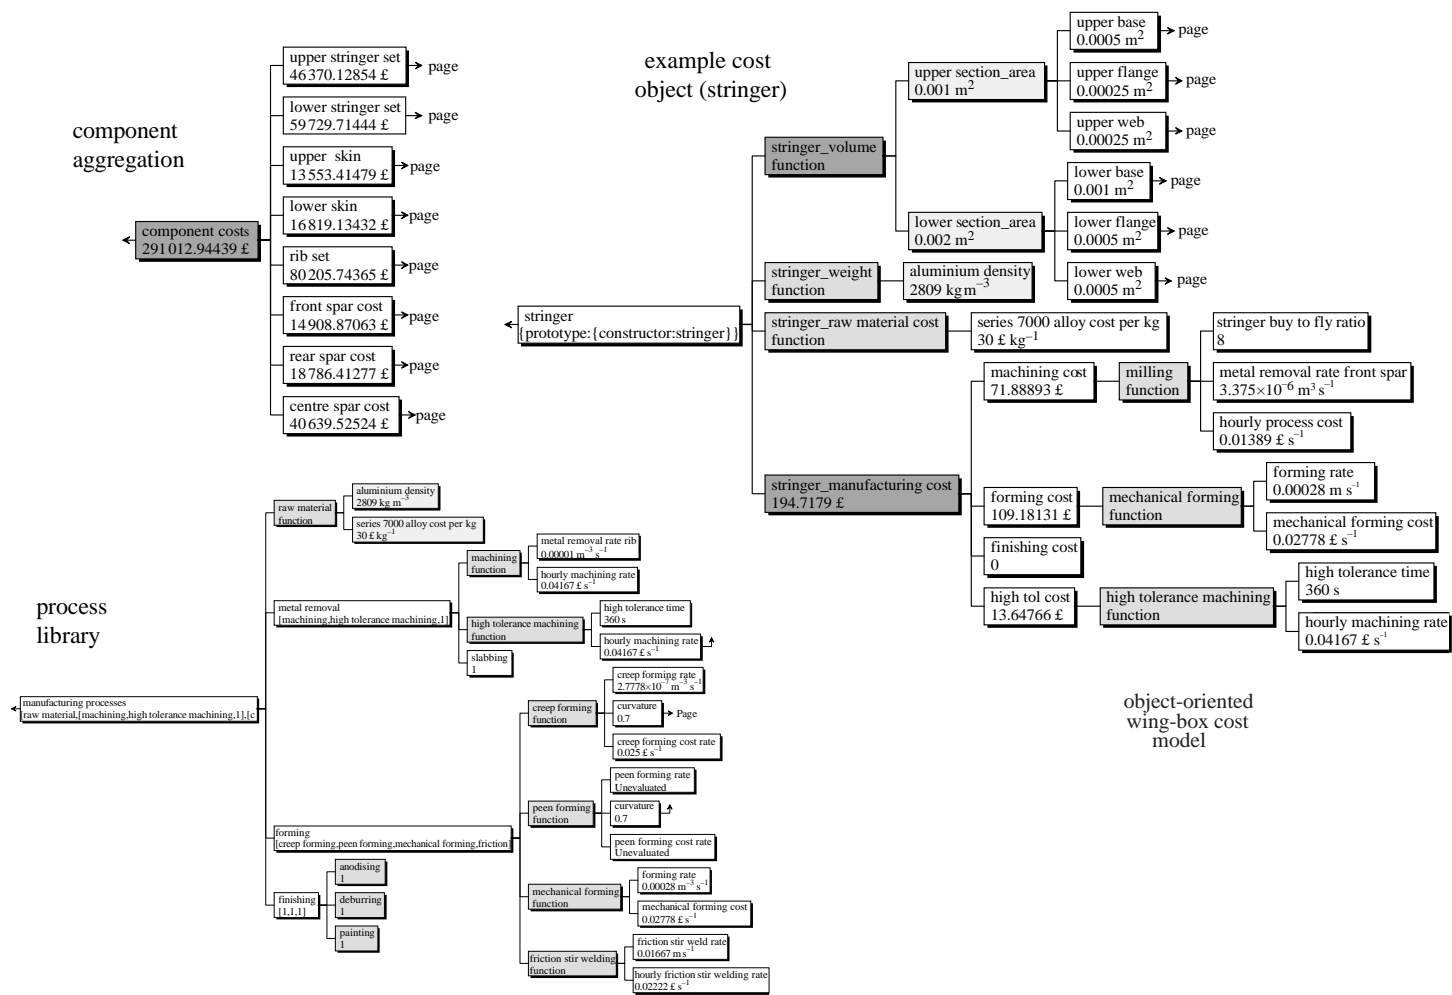 component
aggregation
component costs
291012.94439 £
upper stringer set
46370.12854 £
page
lower stringer set
59729.71444 £
page
upper skin
13553.41479 £
page
lower skin
16819.13432 £
page
rib set
80205.74365 £
page
front spar cost
14908.87063 £
page
rear spar cost
18786.41277 £
page
centre spar cost
40639.52524 £
page
example cost
object (stringer)
stringer
{prototype:{constructor:stringer}}
stringer_volume
function
upper section_area
0.001 m²
upper base
0.0005 m²
page
upper flange
0.00025 m²
page
upper web
0.00025 m²
page
lower section_area
0.002 m²
lower base
0.001 m²
page
lower flange
0.0005 m²
page
lower web
0.0005 m²
page
stringer_weight
function
aluminium density
2809 kg m⁻³
stringer_raw material cost
function
series 7000 alloy cost per kg
30 £ kg⁻¹
stringer_manufacturing cost
194.7179 £
machining cost
71.88893 £
milling
function
stringer buy to fly ratio
8
metal removal rate front spar
3.375×10⁻⁶ m³ s⁻¹
hourly process cost
0.01389 £ s⁻¹
forming cost
109.18131 £
mechanical forming
function
forming rate
0.00028 m s⁻¹
mechanical forming cost
0.02778 £ s⁻¹
finishing cost
0
high tol cost
13.64766 £
high tolerance machining
function
high tolerance time
360 s
hourly machining rate
0.04167 £ s⁻¹
object-oriented
wing-box cost
model
process
library
manufacturing processes
[raw material,[machining,high tolerance machining,1],[c
raw material
function
aluminium density
2809 kg m⁻³
series 7000 alloy cost per kg
30 £ kg⁻¹
metal removal
[machining,high tolerance machining,1]
machining
function
metal removal rate rib
0.00001 m⁻³ s⁻¹
hourly machining rate
0.04167 £ s⁻¹
high tolerance machining
function
high tolerance time
360 s
hourly machining rate
0.04167 £ s⁻¹
slabbing
1
forming
[creep forming,peen forming,mechanical forming,friction]
creep forming
function
creep forming rate
2.7778×10⁻⁷ m⁻³ s⁻¹
curvature
0.7
Page
creep forming cost rate
0.025 £ s⁻¹
peen forming
function
peen forming rate
Unevaluated
curvature
0.7
peen forming cost rate
Unevaluated
mechanical forming
function
forming rate
0.00028 m⁻³ s⁻¹
mechanical forming cost
0.02778 £ s⁻¹
friction stir welding
function
friction stir weld rate
0.01667 m s⁻¹
hourly friction stir welding rate
0.02222 £ s⁻¹
finishing
[1,1,1]
anodising
1
deburring
1
painting
1